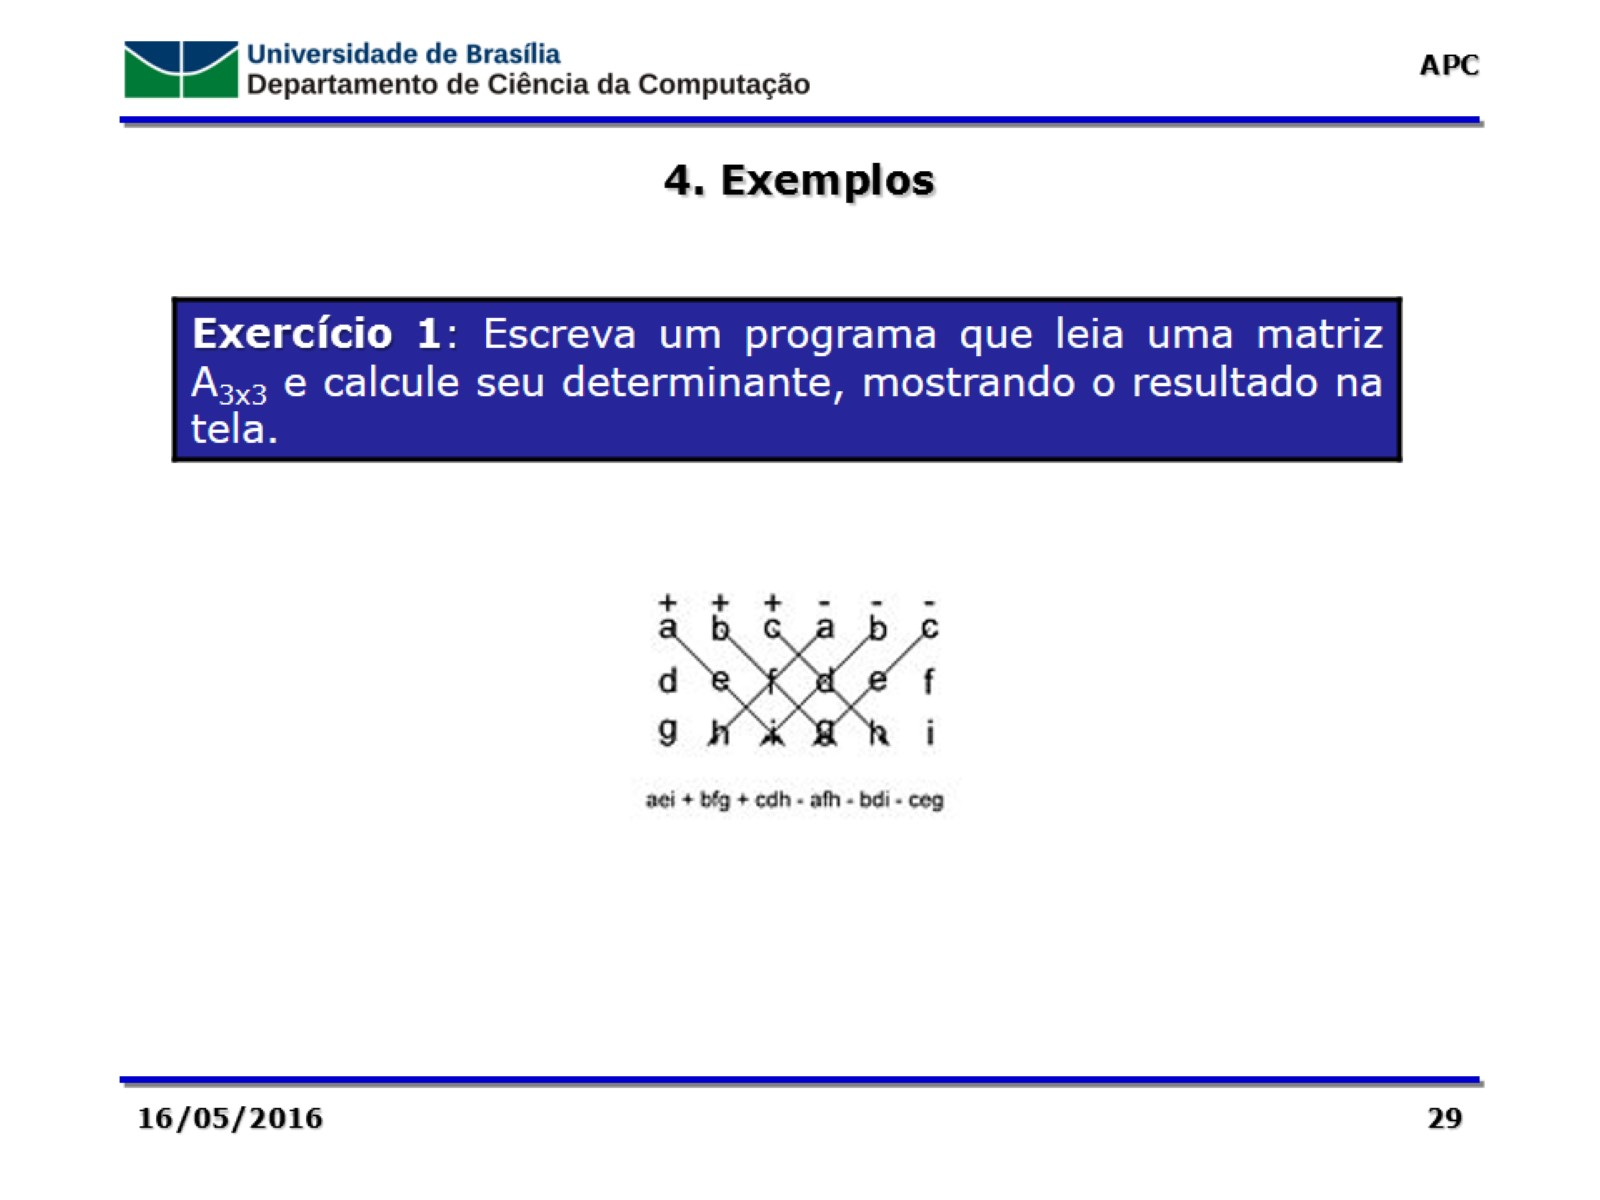 Universidade de Brasília
Departamento de Ciência da Computação
APC
4. Exemplos
Exercício 1: Escreva um programa que leia uma matriz
A3x3 e calcule seu determinante, mostrando o resultado na
tela.
+ + + - - -
a b c a b c
d e f d e f
g h i g h i
aei + bfg + cdh - afh - bdi - ceg
16/05/2016
29